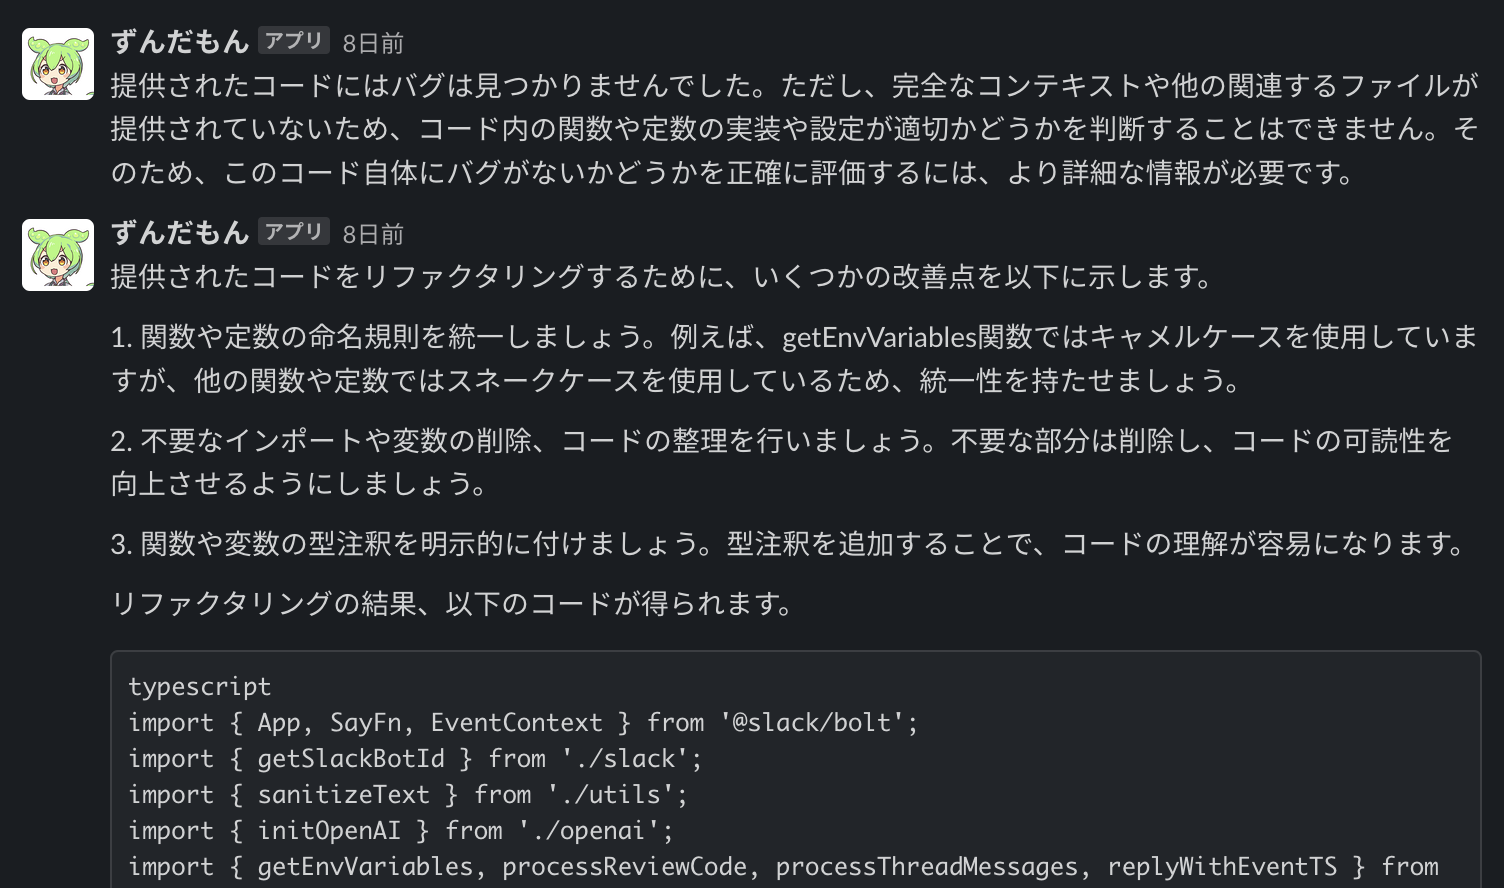 ずんだもん アプリ 8日前
提供されたコードにはバグは見つかりませんでした。ただし、完全なコンテキストや他の関連するファイルが
提供されていないため、コード内の関数や定数の実装や設定が適切かどうかを判断することはできません。そ
のため、このコード自体にバグがないかどうかを正確に評価するには、より詳細な情報が必要です。
ずんだもん アプリ 8日前
提供されたコードをリファクタリングするために、いくつかの改善点を以下に示します。
1. 関数や定数の命名規則を統一しましょう。例えば、getEnvVariables関数ではキャメルケースを使用していま
すが、他の関数や定数ではスネークケースを使用しているため、統一性を持たせましょう。
2. 不要なインポートや変数の削除、コードの整理を行いましょう。不要な部分は削除し、コードの可読性を
向上させるようにしましょう。
3. 関数や変数の型注釈を明示的に付けましょう。型注釈を追加することで、コードの理解が容易になります。
リファクタリングの結果、以下のコードが得られます。
typescript
import { App, SayFn, EventContext } from '@slack/bolt';
import { getSlackBotId } from './slack';
import { sanitizeText } from './utils';
import { initOpenAI } from './openai';
import { getEnvVariables, processReviewCode, processThreadMessages, replyWithEventTS } from